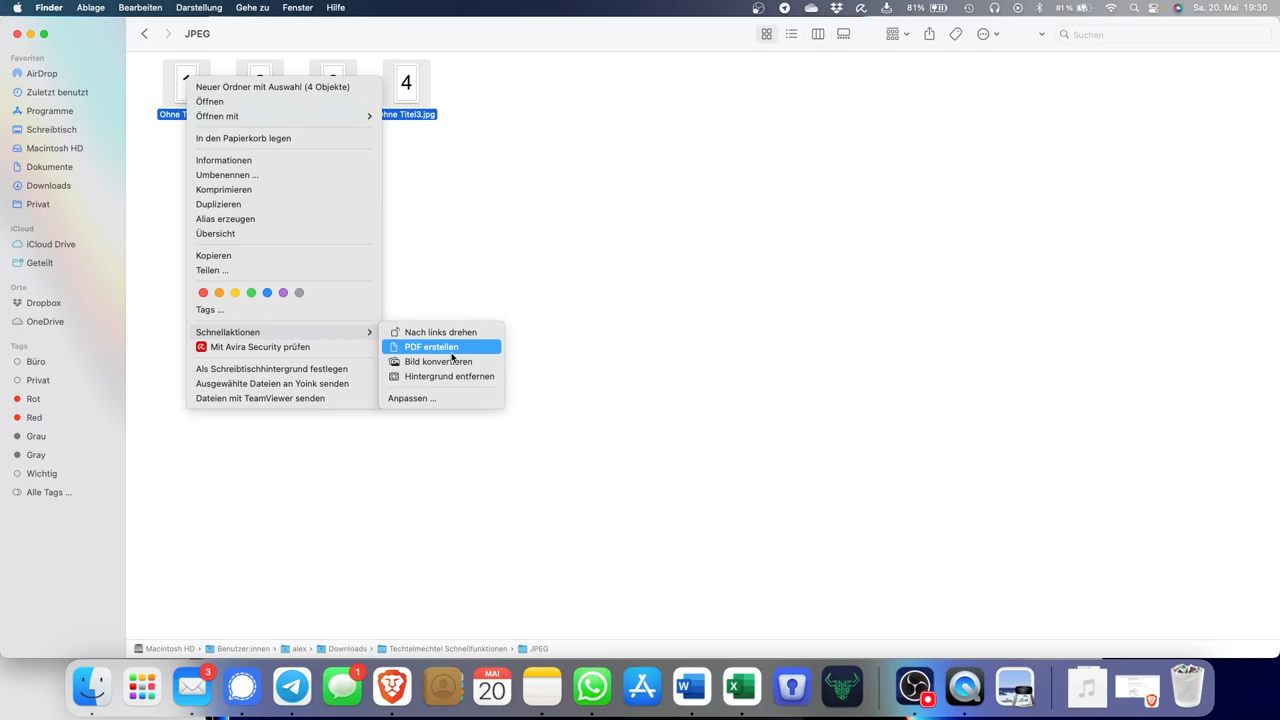 Finder Ablage Bearbeiten Darstellung Gehe zu Fenster Hilfe 81% 81% Sa. 20. Mai 19:30
JPEG
Suchen
Favoriten
AirDrop
Zuletzt benutzt
Programme
Schreibtisch
Macintosh HD
Dokumente
Downloads
Privat
iCloud
iCloud Drive
Geteilt
Orte
Dropbox
OneDrive
Tags
Büro
Privat
Rot
Red
Grau
Gray
Wichtig
Alle Tags ...
4
Ohne Titel3.jpg
Neuer Ordner mit Auswahl (4 Objekte)
Öffnen
Öffnen mit
In den Papierkorb legen
Informationen
Umbenennen ...
Komprimieren
Duplizieren
Alias erzeugen
Übersicht
Kopieren
Teilen ...
Tags ...
Schnellaktionen
Mit Avira Security prüfen
Als Schreibtischhintergrund festlegen
Ausgewählte Dateien an Yoink senden
Dateien mit TeamViewer senden
Nach links drehen
PDF erstellen
Bild konvertieren
Hintergrund entfernen
Anpassen ...
Macintosh HD › Benutzer:innen › alex › Downloads › Techtelmechtel Schnellfunktionen › JPEG
3
1
MAI
20
W
X